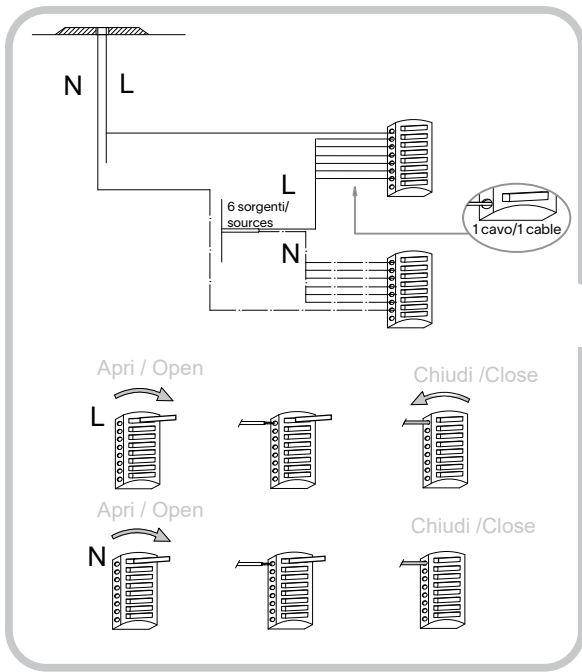 N L
L
6 sorgenti/
sources
N
1 cavo/1 cable
Apri / Open
Chiudi /Close
L
Apri / Open
Chiudi /Close
N